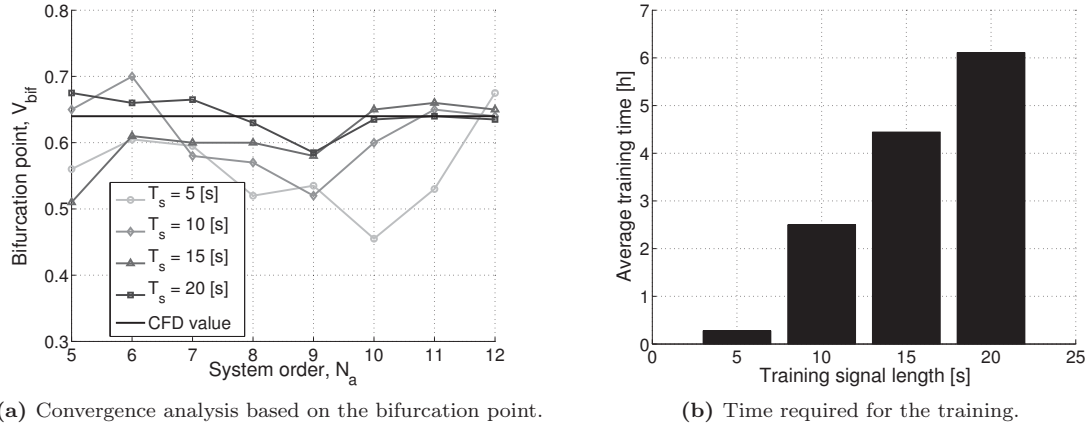 0.8
0.7
0.6
0.5
0.4
0.3
Bifurcation point, V_bif
T_s = 5 [s]
T_s = 10 [s]
T_s = 15 [s]
T_s = 20 [s]
CFD value
5 6 7 8 9 10 11 12
System order, N_a
(a) Convergence analysis based on the bifurcation point.
7
6
5
4
3
2
1
0
Average training time [h]
0 5 10 15 20 25
Training signal length [s]
(b) Time required for the training.